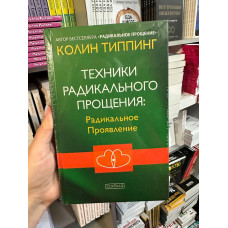 АВТОР БЕСТСЕЛЛЕРА «РАДИКАЛЬНОЕ ПРОЩЕНИЕ»
КОЛИН ТИППИНГ
ТЕХНИКИ
РАДИКАЛЬНОГО
ПРОЩЕНИЯ:
Радикальное
Проявление